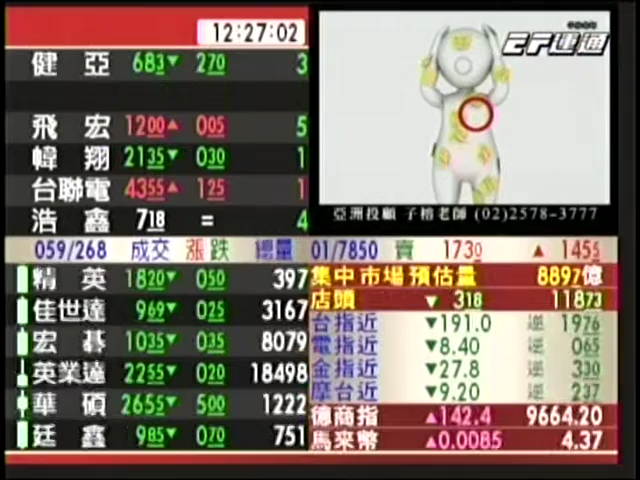 12:27:02
健亞 683▼ 270 3
飛宏 1200▲ 005 5
幃翔 2135▼ 030 1
台聯電 4355▲ 125 1
浩鑫 718 = 4
EF運通
亞洲投顧 子榕老師 (02)2578-3777
059/268 成交 漲跌 總量
精英 1820▼ 050 397
佳世達 969▼ 025 3167
宏碁 1035▼ 035 8079
英業達 2255▼ 020 18498
華碩 2655▼ 500 1222
廷鑫 985▼ 070 751
01/7850 賣 1730 ▲ 1455
集中市場預估量 8897億
店頭 ▼ 318 11873
台指近 ▼191.0 逆 1976
電指近 ▼8.40 逆 065
金指近 ▼27.8 逆 330
摩台近 ▼9.20 逆 237
德商指 ▲142.4 9664.20
馬來幣 ▲0.0085 4.37